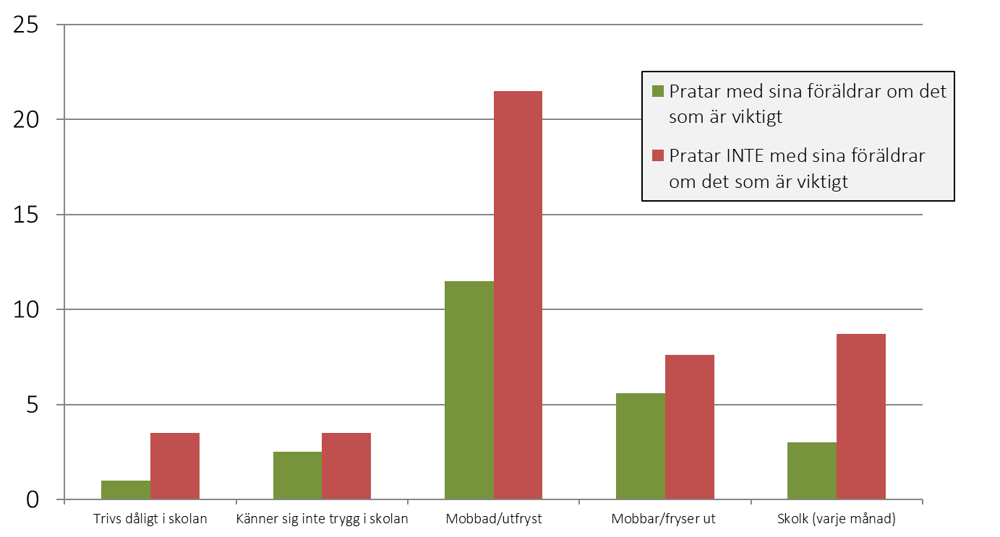 25
20
15
10
5
0
Pratar med sina föräldrar om det
som är viktigt
Pratar INTE med sina föräldrar
om det som är viktigt
Trivs dåligt i skolan
Känner sig inte trygg i skolan
Mobbad/utfryst
Mobbar/fryser ut
Skolk (varje månad)